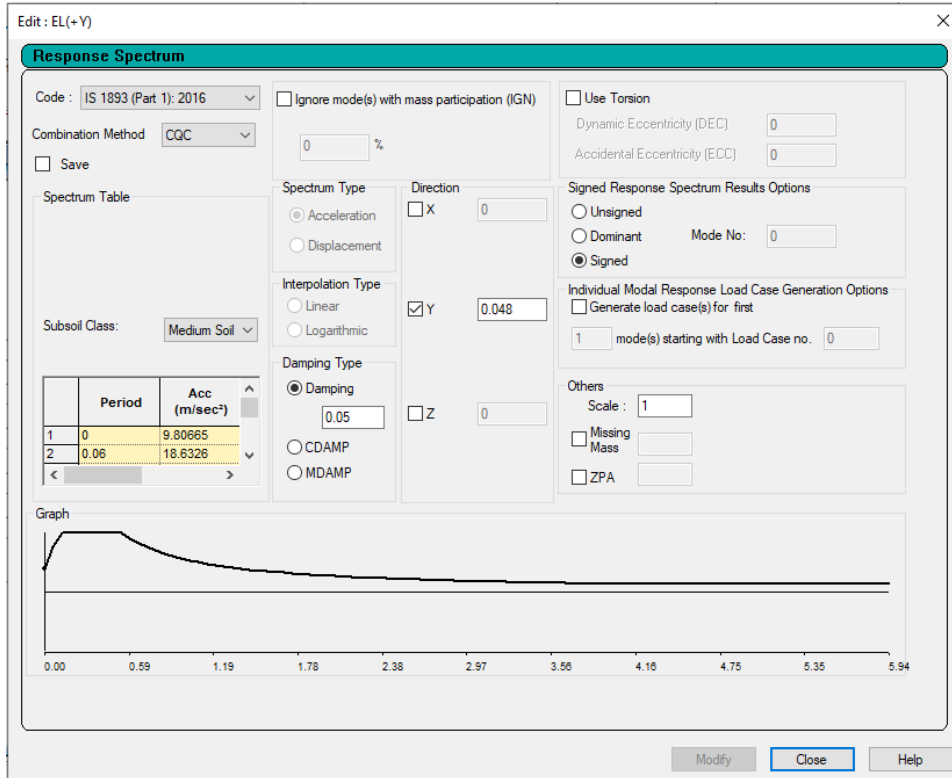 Edit : EL(+Y)
Response Spectrum
Code : IS 1893 (Part 1): 2016
Combination Method CQC
Save
Ignore mode(s) with mass participation (IGN)
0 %
Use Torsion
Dynamic Eccentricity (DEC) 0
Accidental Eccentricity (ECC) 0
Spectrum Table
Subsoil Class: Medium Soil
Period Acc (m/sec²)
1 0 9.80665
2 0.06 18.6326
Spectrum Type
Acceleration
Displacement
Interpolation Type
Linear
Logarithmic
Damping Type
Damping
0.05
CDAMP
MDAMP
Direction
X 0
Y 0.048
Z 0
Signed Response Spectrum Results Options
Unsigned
Dominant Mode No: 0
Signed
Individual Modal Response Load Case Generation Options
Generate load case(s) for first
1 mode(s) starting with Load Case no. 0
Others
Scale : 1
Missing
Mass
ZPA
Graph
0.00 0.59 1.19 1.78 2.38 2.97 3.56 4.16 4.75 5.35 5.94
Modify Close Help